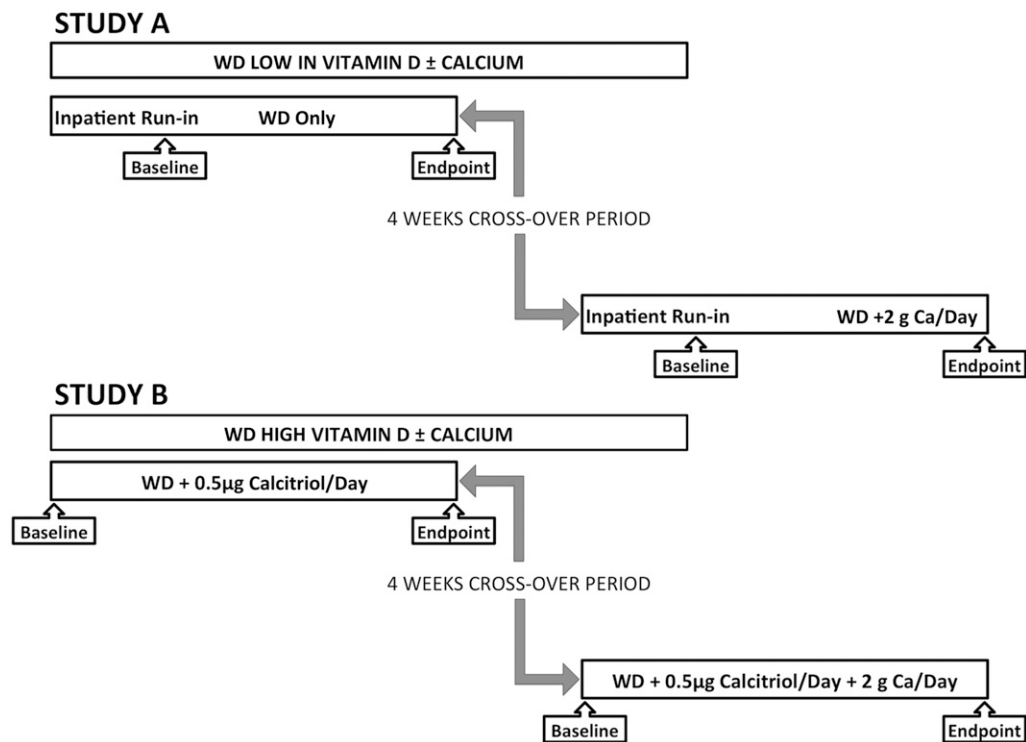 STUDY A
WD LOW IN VITAMIN D ± CALCIUM
Inpatient Run-in WD Only
Baseline Endpoint
4 WEEKS CROSS-OVER PERIOD
Inpatient Run-in WD +2 g Ca/Day
Baseline Endpoint
STUDY B
WD HIGH VITAMIN D ± CALCIUM
WD + 0.5µg Calcitriol/Day
Baseline Endpoint
4 WEEKS CROSS-OVER PERIOD
WD + 0.5µg Calcitriol/Day + 2 g Ca/Day
Baseline Endpoint